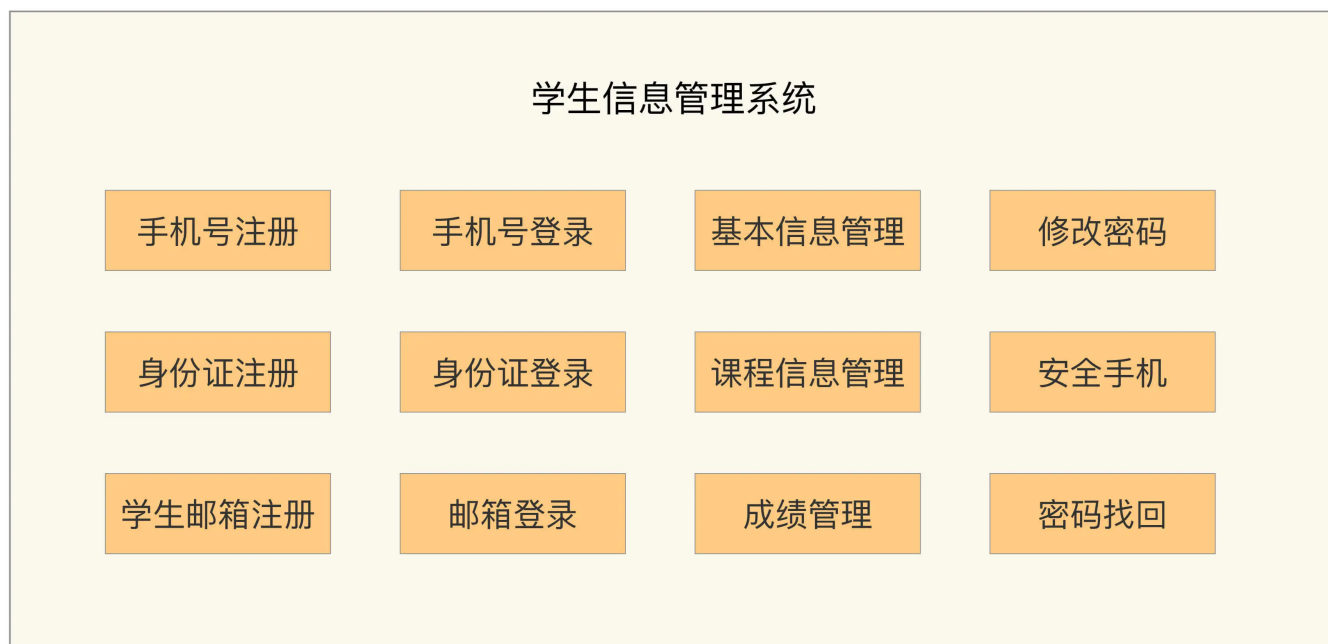 学生信息管理系统
手机号注册
手机号登录
基本信息管理
修改密码
身份证注册
身份证登录
课程信息管理
安全手机
学生邮箱注册
邮箱登录
成绩管理
密码找回